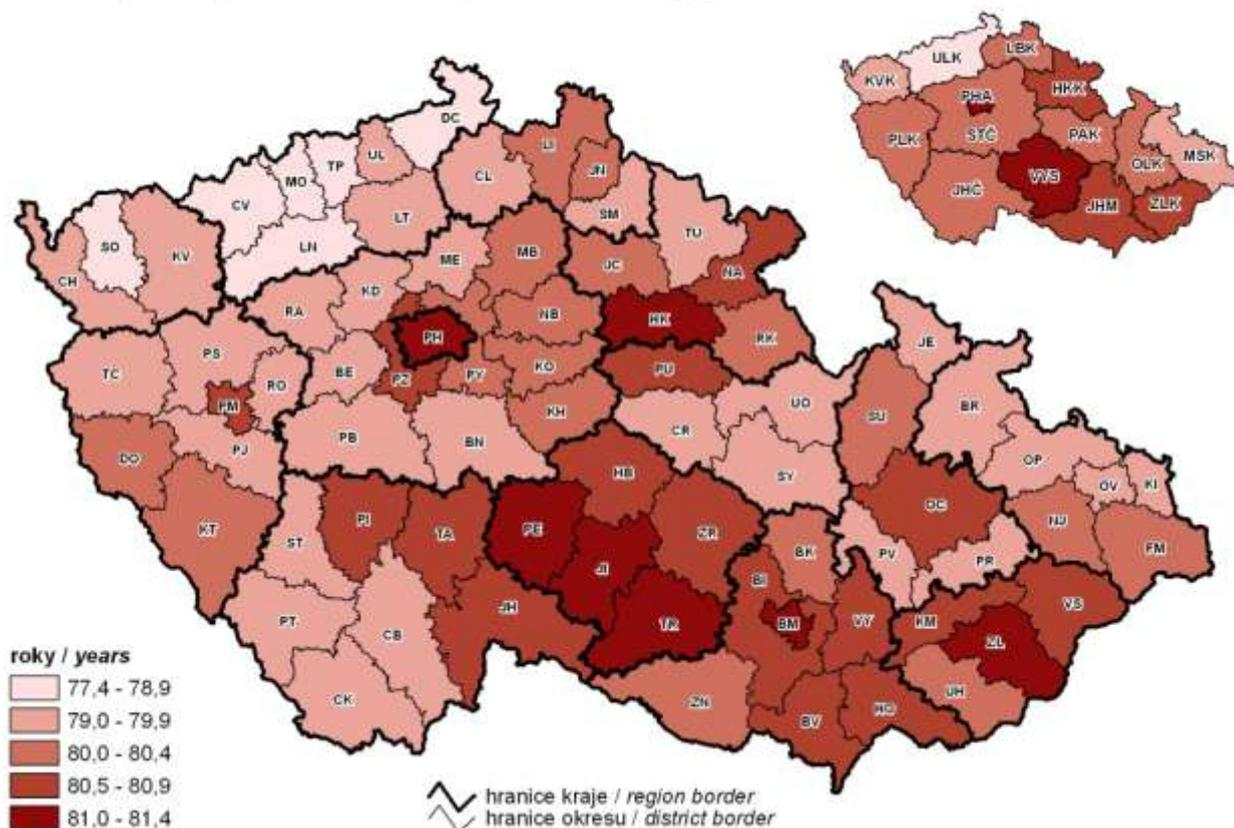 ULK
LBK
KVK
HKK
PHA
STČ
PLK
PAK
MSK
OLK
VYS
JHČ
JHM
ZLK
DC
LI
UL
TP
JN
MO
CL
CV
LT
SM
SO
KV
LN
TU
MB
ME
JC
NA
CH
KD
RA
NB
HK
PH
RK
JE
PS
TC
BE
RO
KO
PZ
PY
PU
PM
BK
UO
SU
KH
CR
PB
BN
DO
PJ
OP
SY
HB
OV
KI
OC
PI
NJ
KT
TA
PE
ZR
ST
BK
PV
PR
FM
JI
BI
JH
VS
PT
TR
BM
VY
KM
CB
ZL
UH
CK
ZN
BV
HO
roky / years
77,4 - 78,9
79,0 - 79,9
80,0 - 80,4
80,5 - 80,9
81,0 - 81,4
hranice kraje / region border
hranice okresu / district border